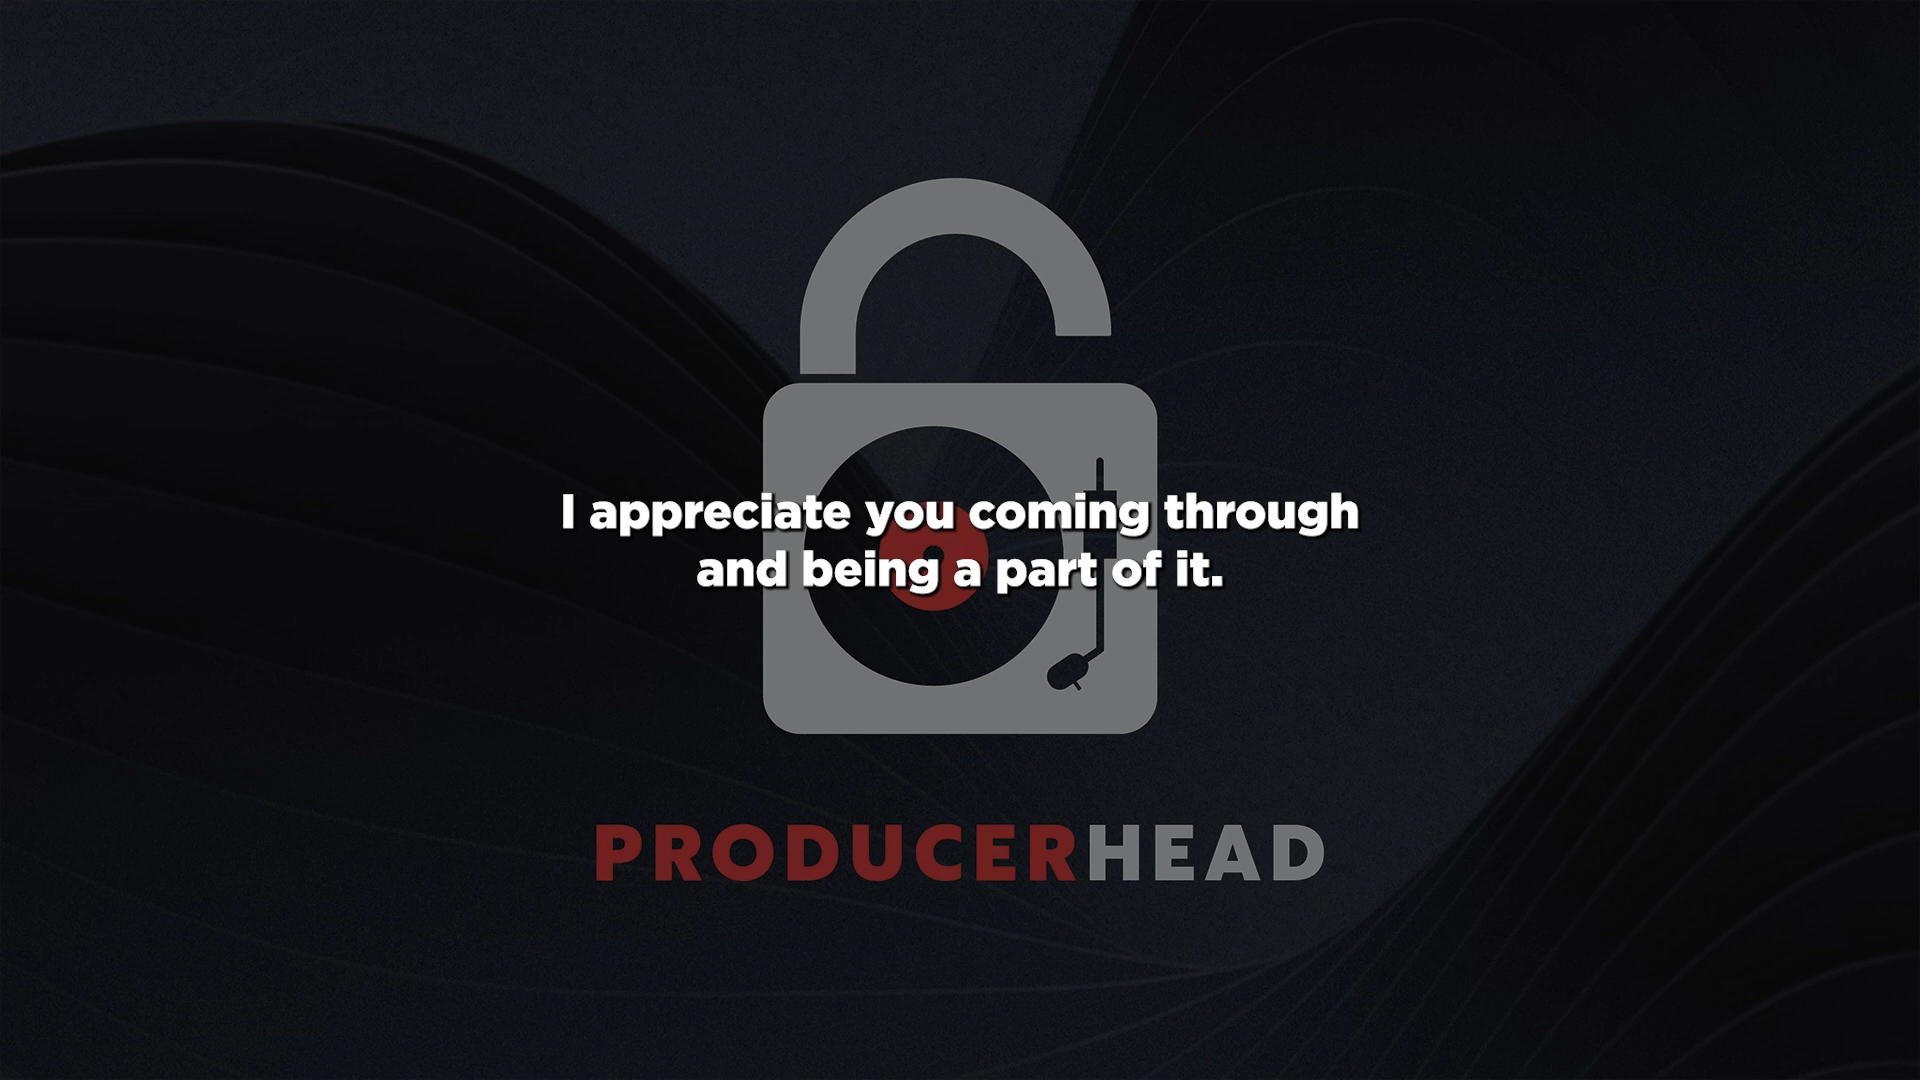 I appreciate you coming through
and being a part of it.
PRODUCERHEAD